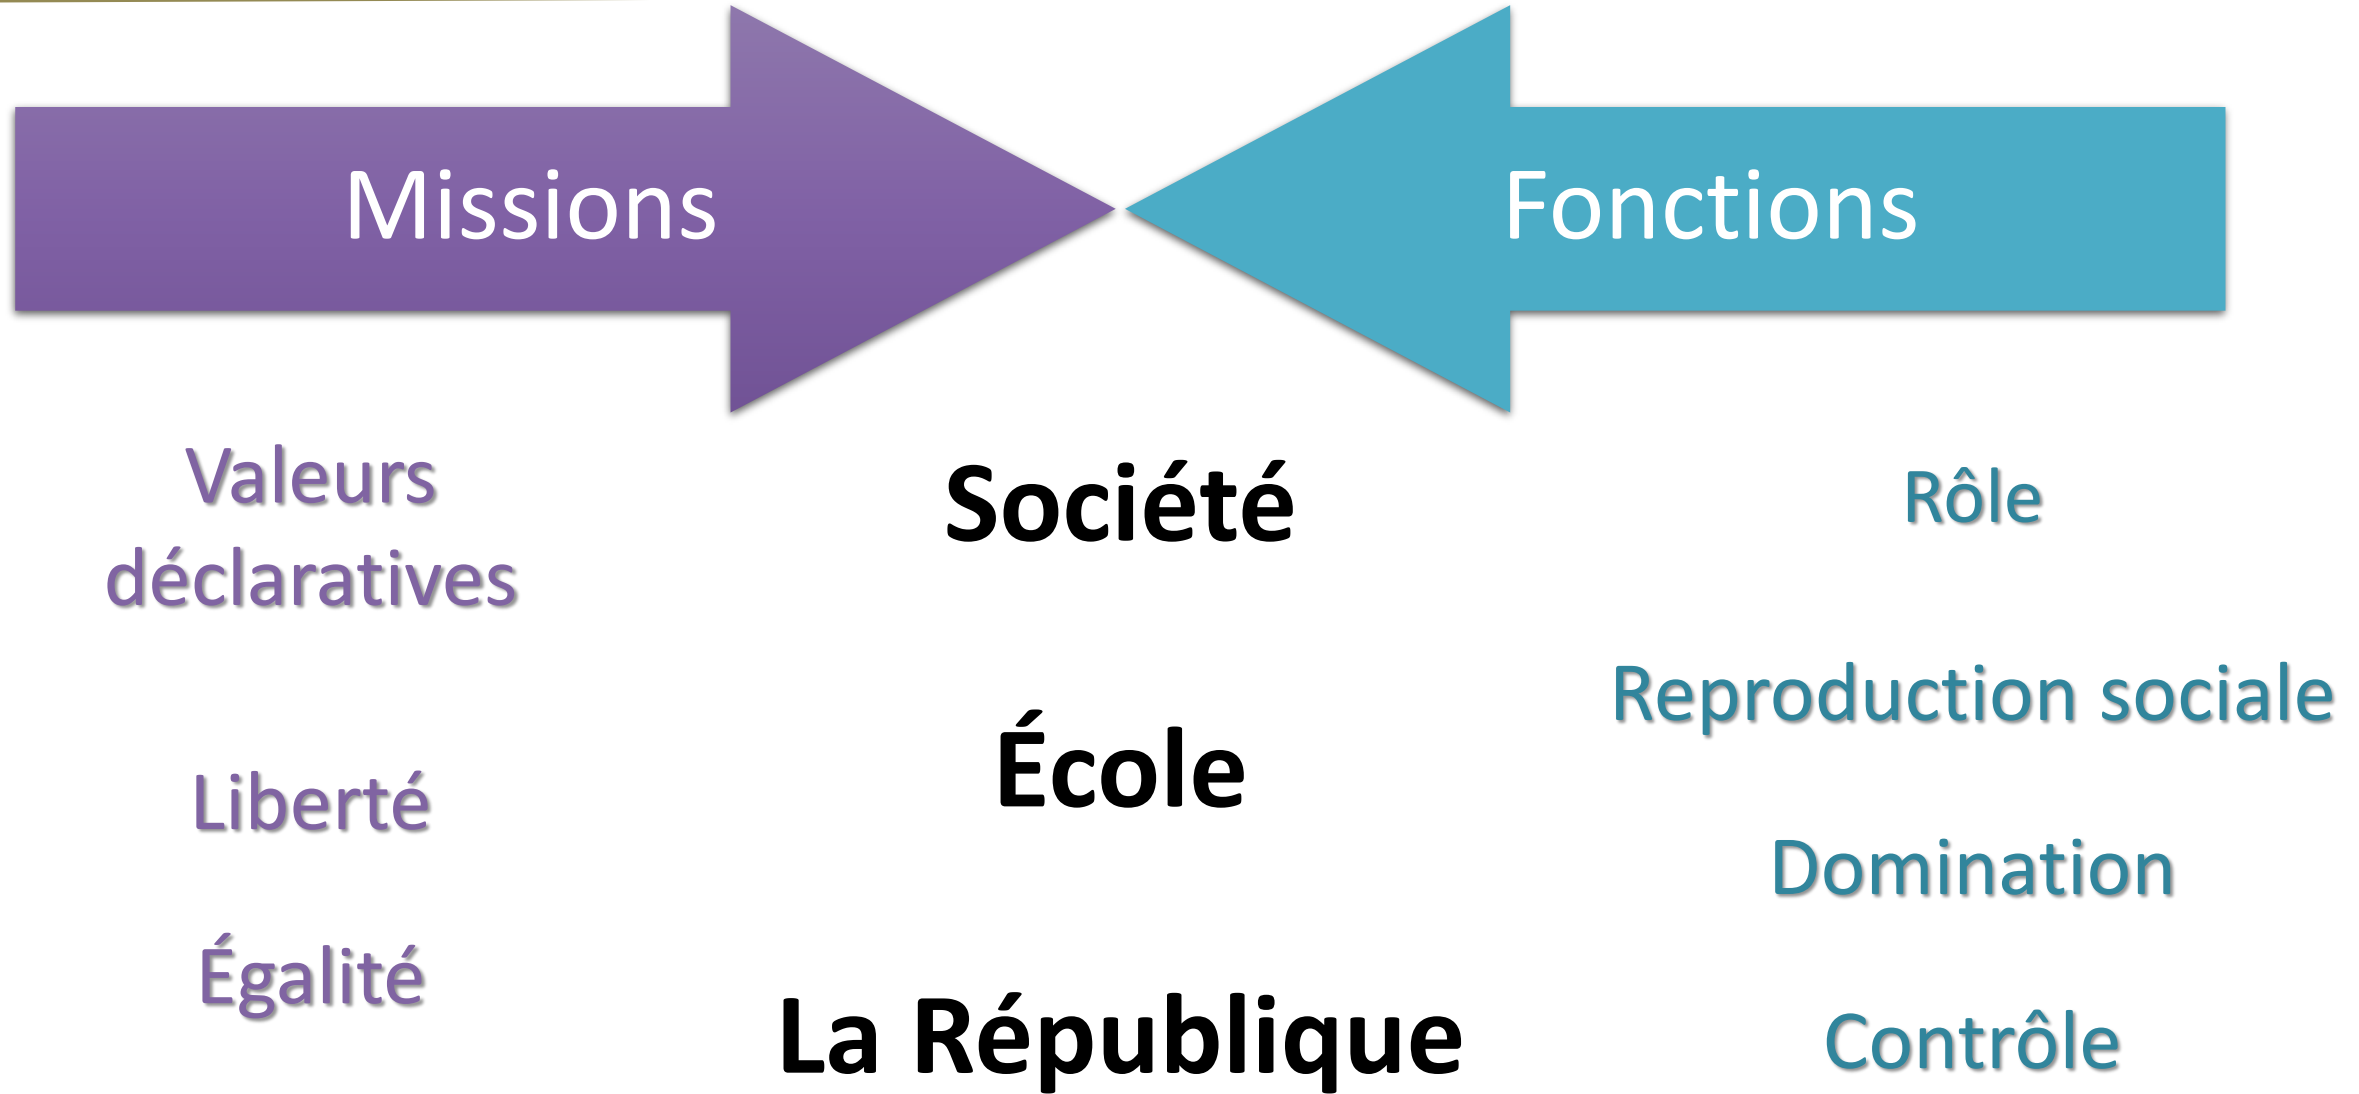 Missions
Fonctions
Valeurs
déclaratives
Liberté
Égalité
Société
École
La République
Rôle
Reproduction sociale
Domination
Contrôle